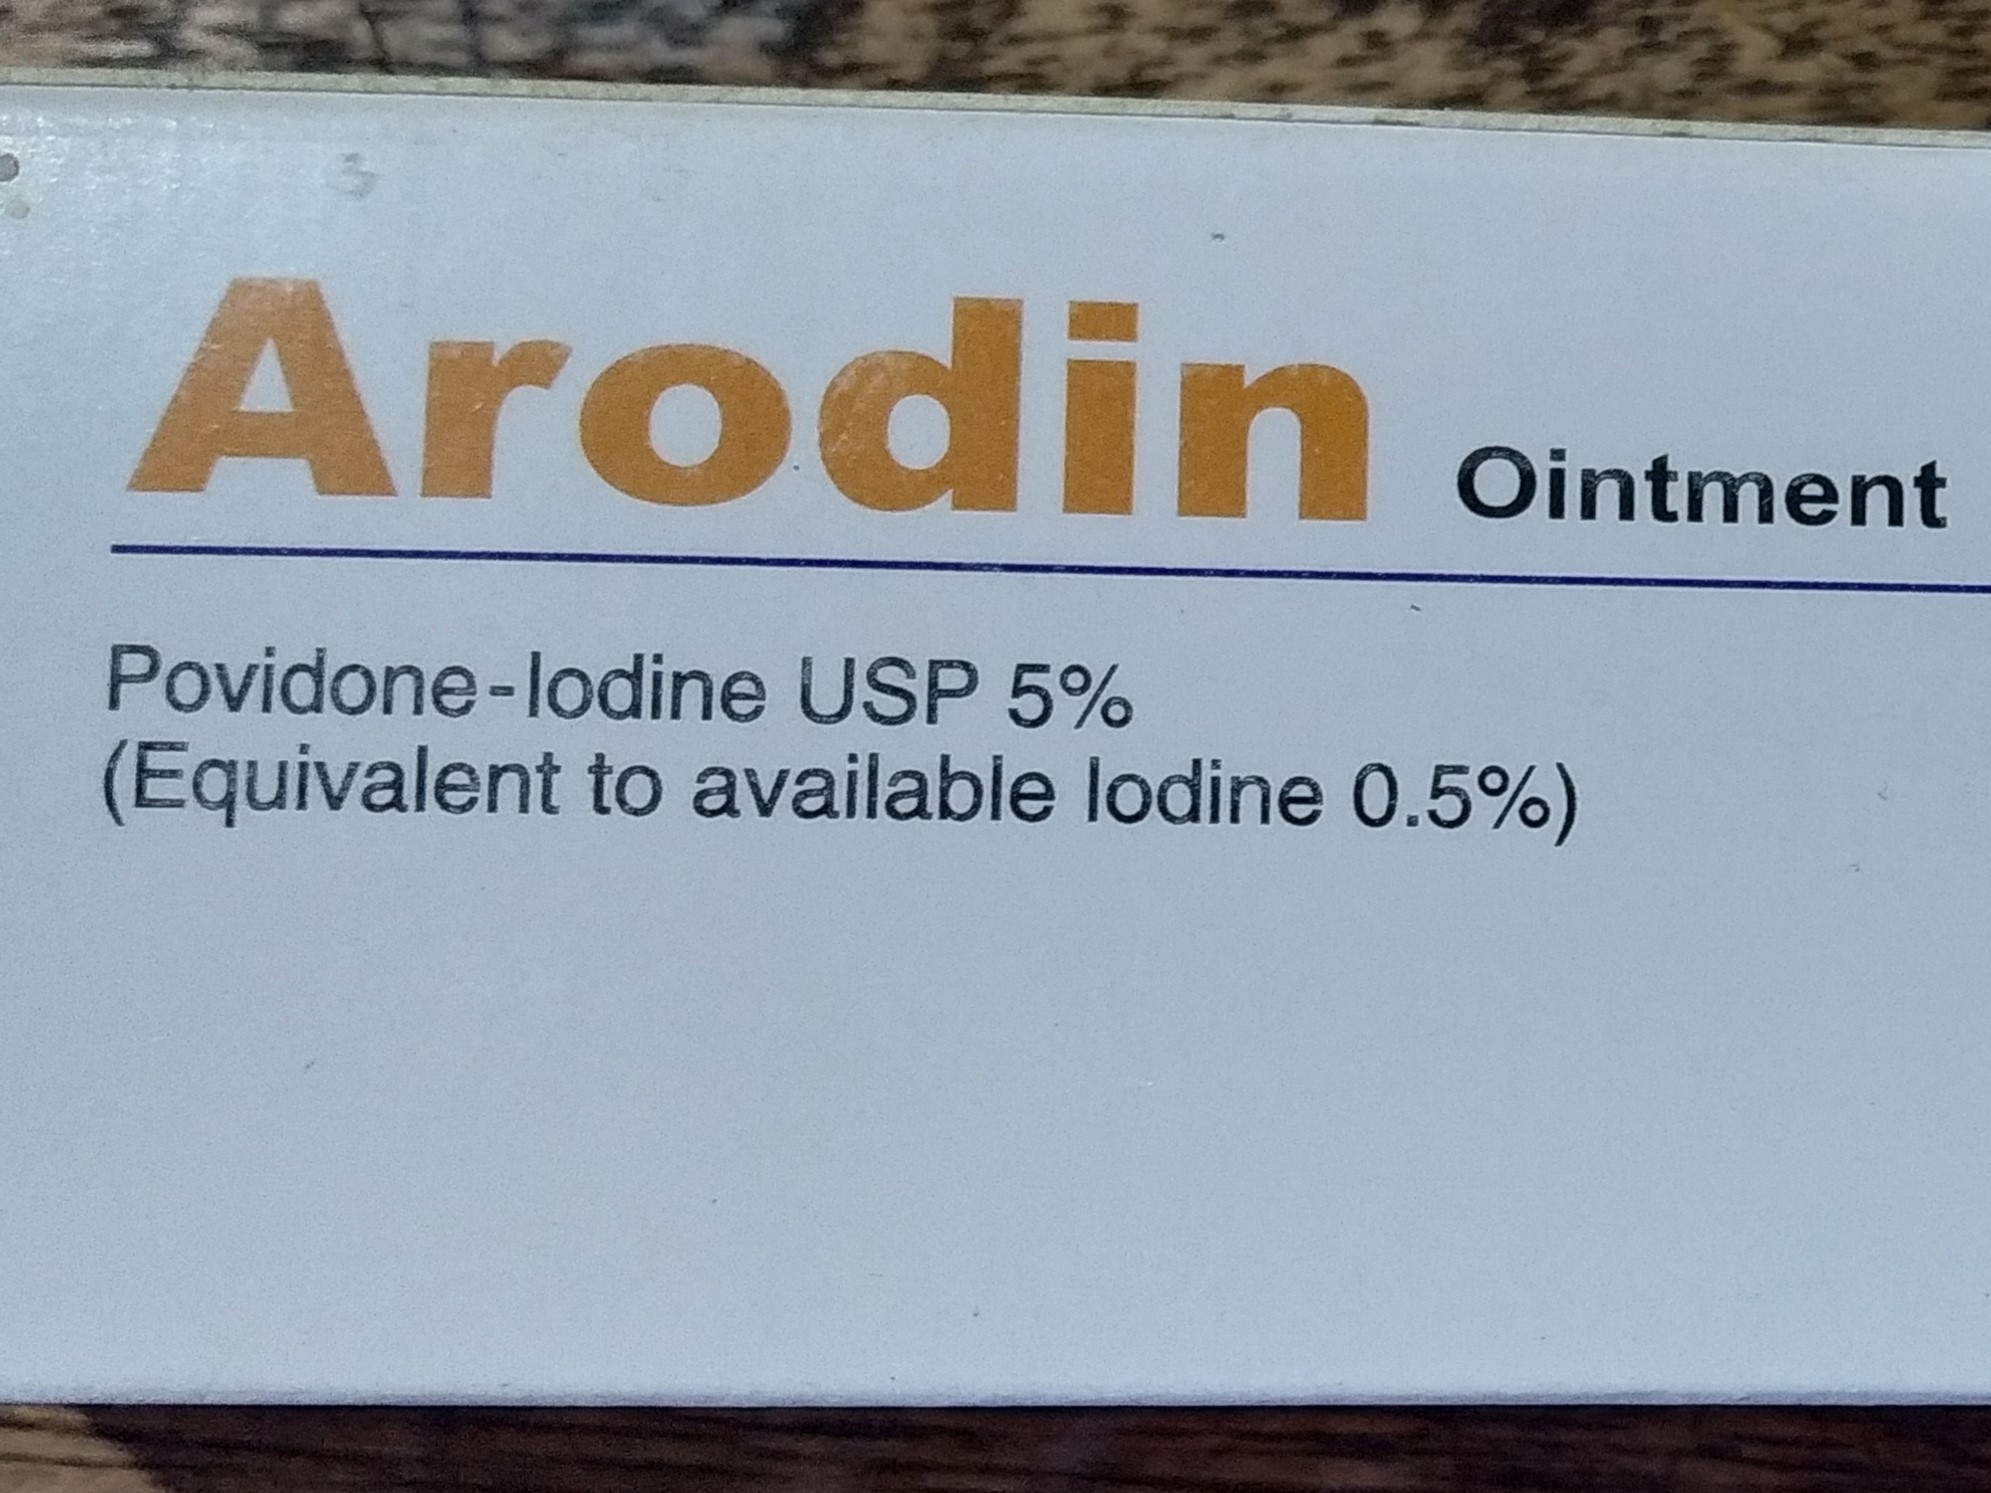 Arodin Ointment
Povidone-Iodine USP 5%
(Equivalent to available Iodine 0.5%)